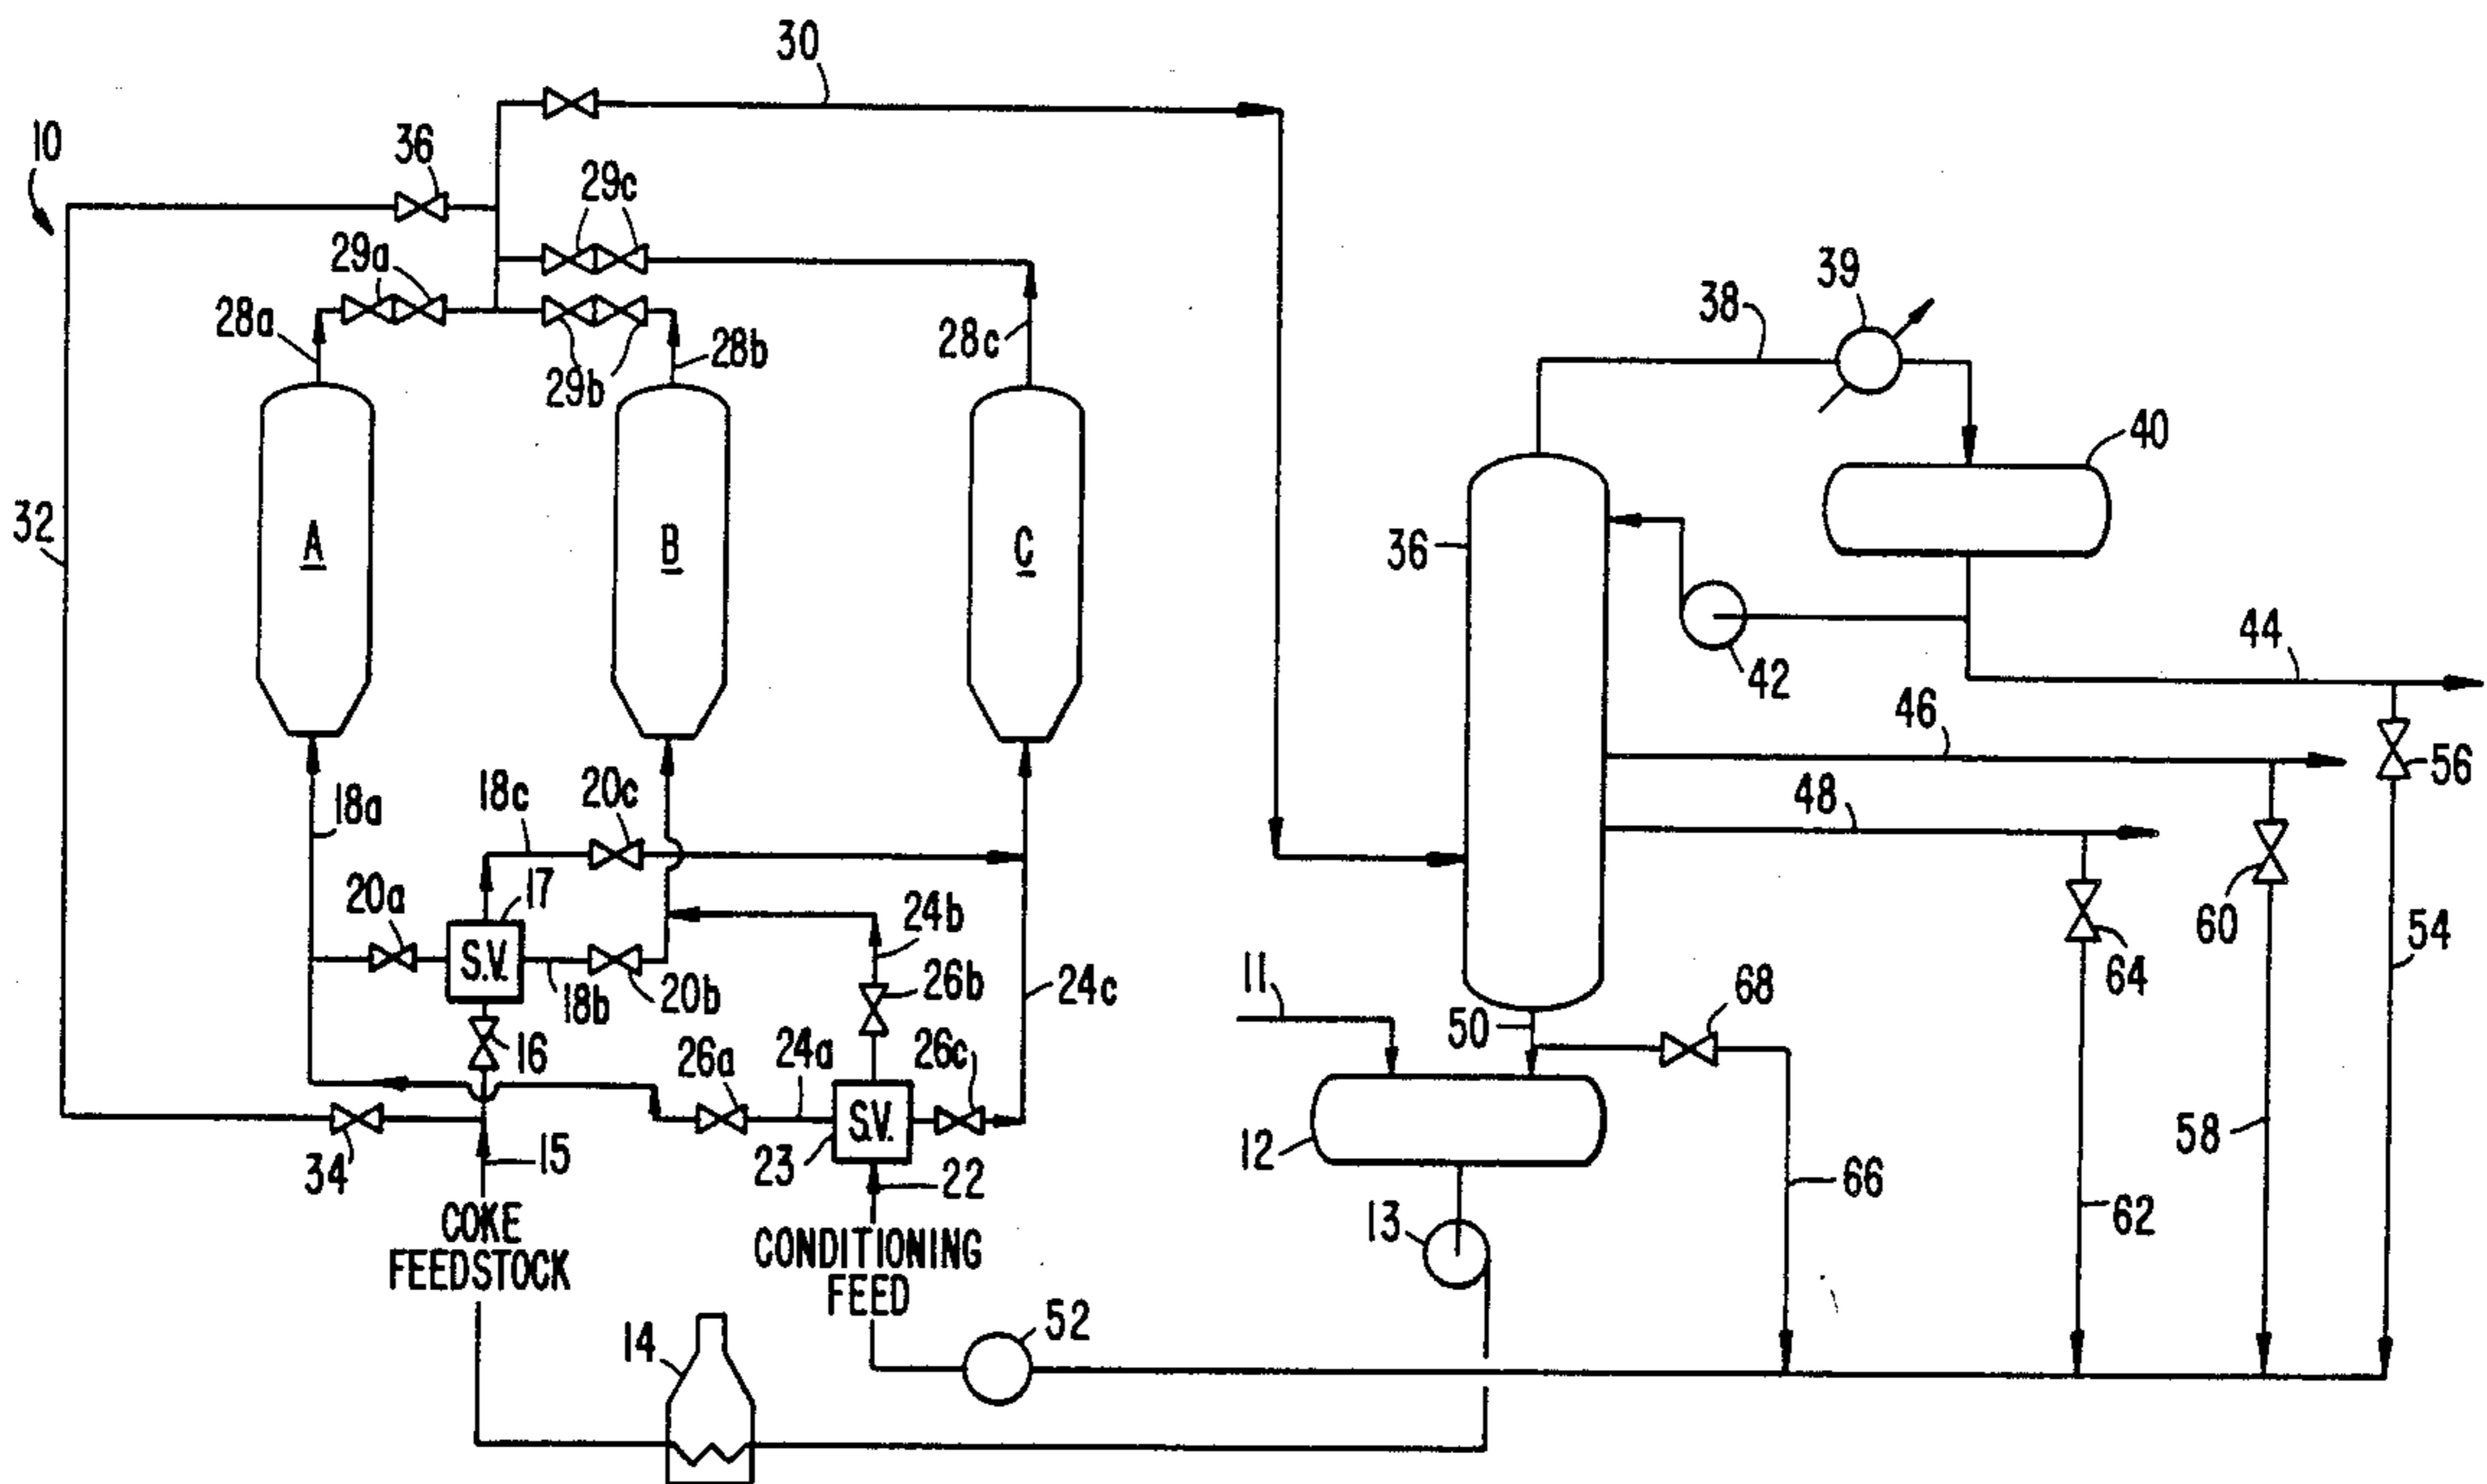 30
10
36
29c
29a
39
38
28a
28b
28c
29b
40
32
A
B
C
36
42
44
46
56
18a
18c
20c
48
20a
17
24b
60
54
S.V.
64
18b
20b
26b
24c
11
50
68
16
26a
24a
26c
S.V.
12
34
15
23
22
66
58
62
13
COKE
FEEDSTOCK
CONDITIONING
FEED
52
14